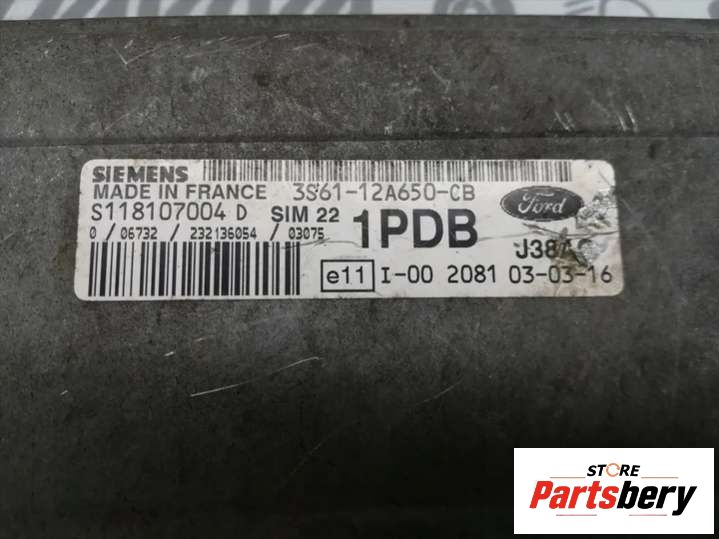 SIEMENS
MADE IN FRANCE 3S61-12A650-CB
S118107004 D SIM 22 1PDB
Ford
0 / 06732 / 232136054 / 03075
J38A
e11 I-00 2081 03-03-16
STORE
Partsbery